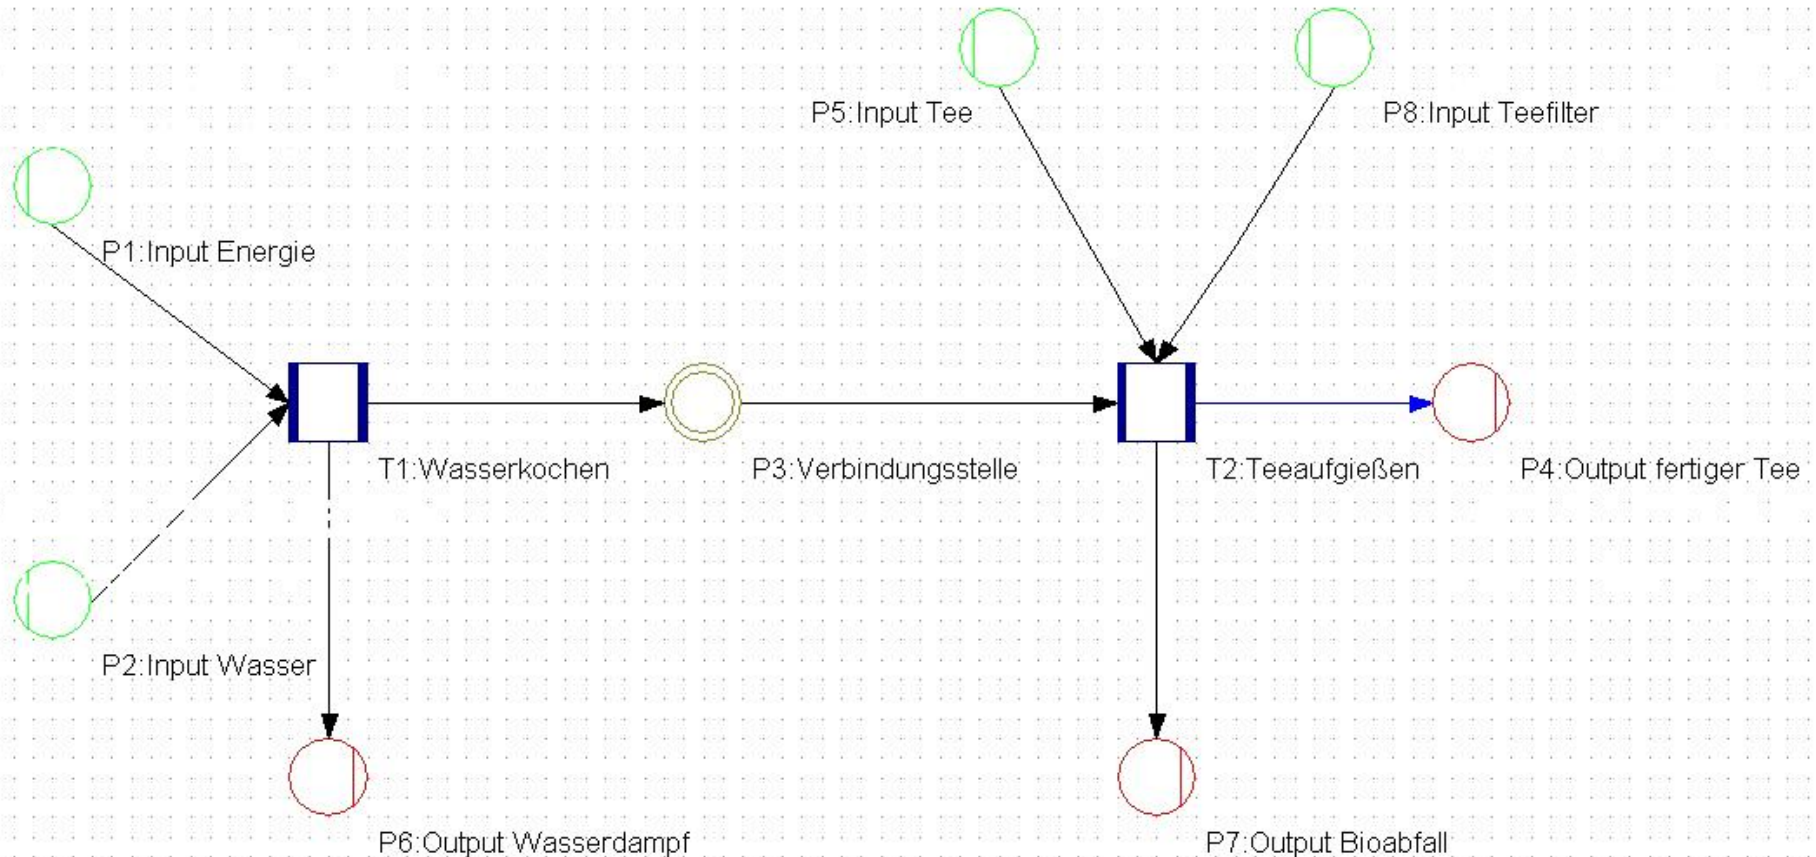 P5:Input Tee
P8:Input Teefilter
P1:Input Energie
T1:Wasserkochen
P3:Verbindungsstelle
T2:Teeaufgießen
P4:Output fertiger Tee
P2:Input Wasser
P6:Output Wasserdampf
P7:Output Bioabfall